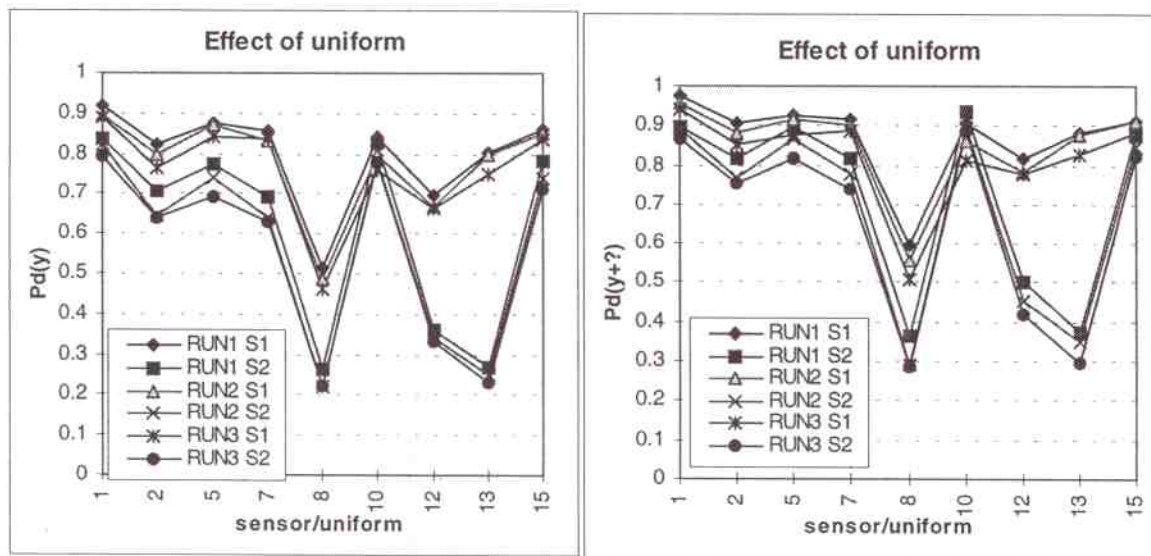 Effect of uniform
Pd(y)
1
0.9
0.8
0.7
0.6
0.5
0.4
0.3
0.2
0.1
0
RUN1 S1
RUN1 S2
RUN2 S1
RUN2 S2
RUN3 S1
RUN3 S2
1 2 5 7 8 10 12 13 15
sensor/uniform
Effect of uniform
Pd(y+?)
1
0.9
0.8
0.7
0.6
0.5
0.4
0.3
0.2
0.1
0
RUN1 S1
RUN1 S2
RUN2 S1
RUN2 S2
RUN3 S1
RUN3 S2
1 2 5 7 8 10 12 13 15
sensor/uniform